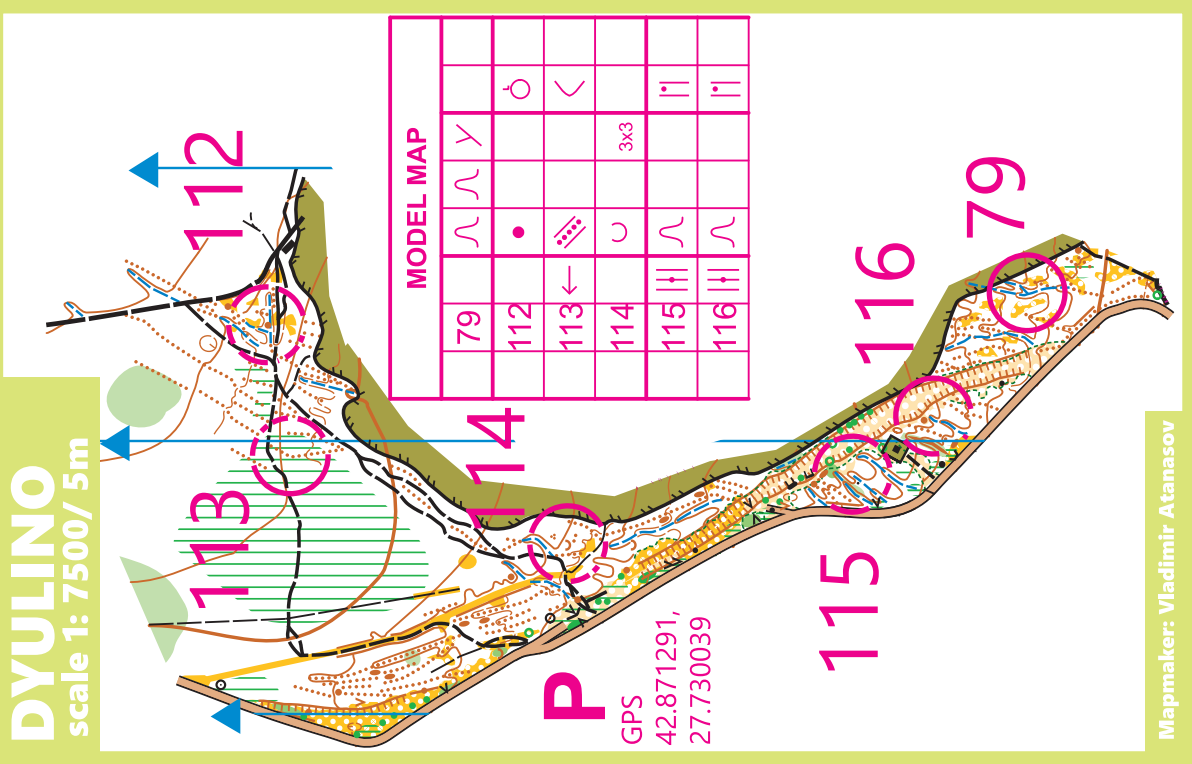 DYULINO
scale 1: 7500/ 5m
MODEL MAP
79
112
113
114
3x3
115
116
112
113
114
115
116
79
P
GPS
42.871291,
27.730039
Mapmaker: Vladimir Atanasov